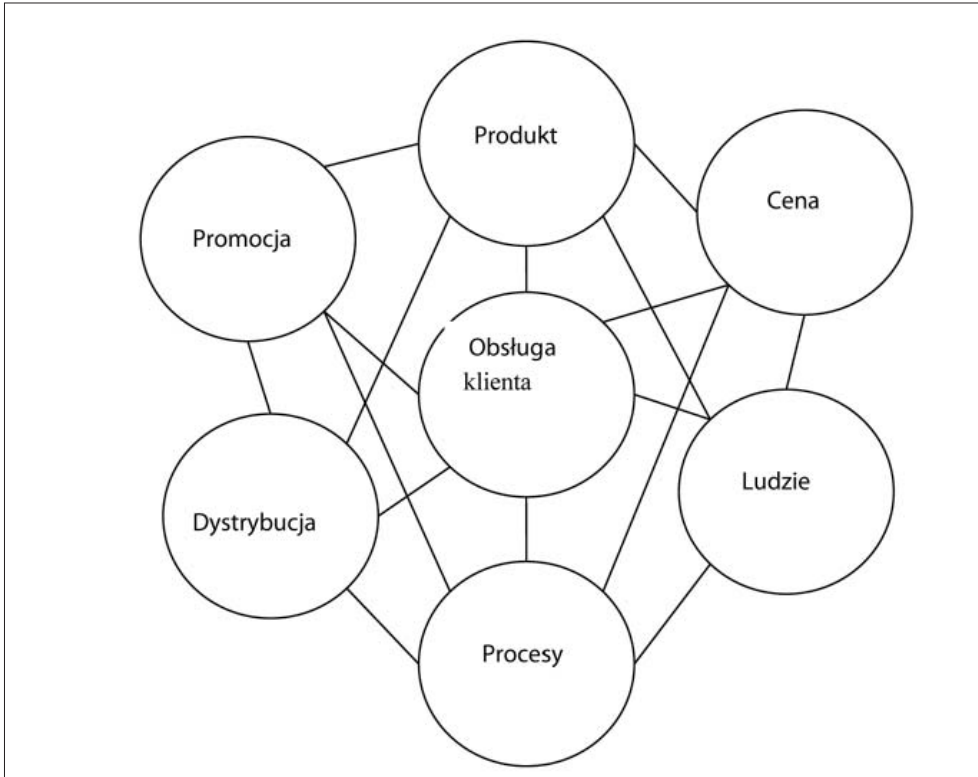 Produkt
Cena
Promocja
Obsługa
klienta
Ludzie
Dystrybucja
Procesy